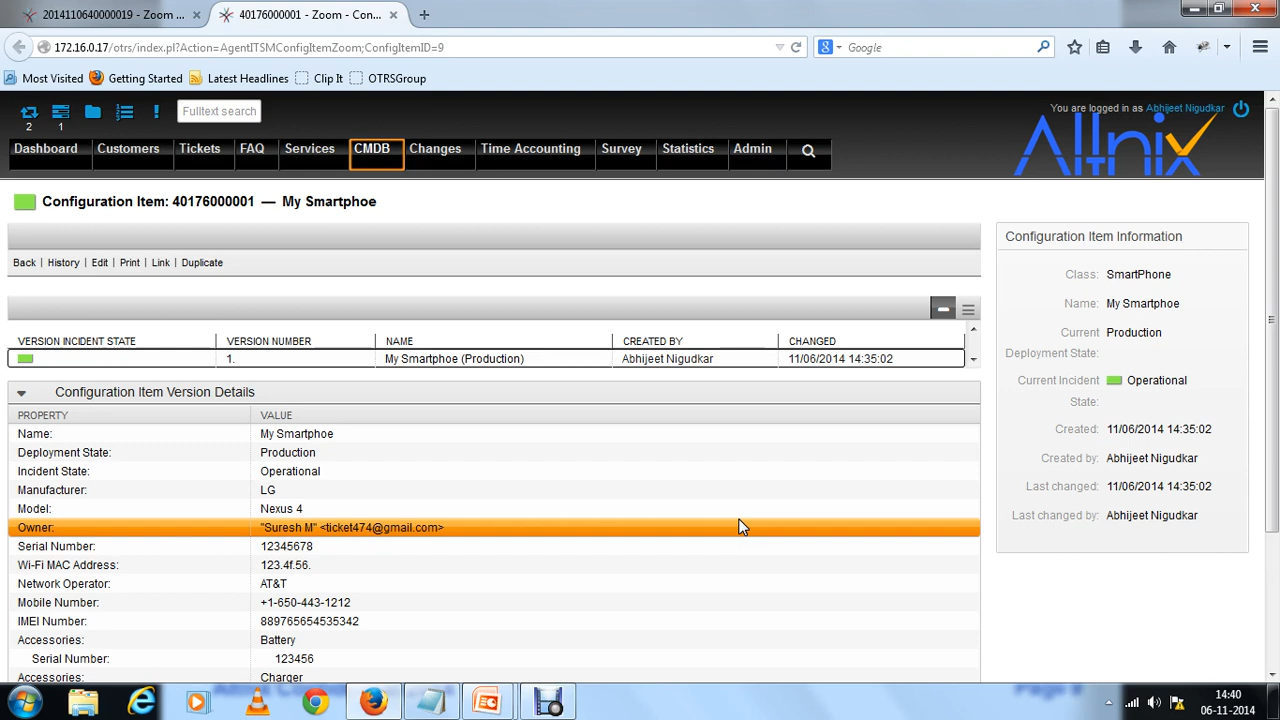 2014110640000019 - Zoom ...
40176000001 - Zoom - Con...
172.16.0.17/otrs/index.pl?Action=AgentITSMConfigItemZoom;ConfigItemID=9
Google
Most Visited
Getting Started
Latest Headlines
Clip It
OTRSGroup
2
1
Fulltext search
You are logged in as Abhijeet Nigudkar
Dashboard
Customers
Tickets
FAQ
Services
CMDB
Changes
Time Accounting
Survey
Statistics
Admin
Alnix
Configuration Item: 40176000001 — My Smartphoe
Back | History | Edit | Print | Link | Duplicate
VERSION INCIDENT STATE VERSION NUMBER NAME CREATED BY CHANGED
1. My Smartphoe (Production) Abhijeet Nigudkar 11/06/2014 14:35:02
Configuration Item Version Details
PROPERTY VALUE
Name: My Smartphoe
Deployment State: Production
Incident State: Operational
Manufacturer: LG
Model: Nexus 4
Owner: "Suresh M" <ticket474@gmail.com>
Serial Number: 12345678
Wi-Fi MAC Address: 123.4f.56.
Network Operator: AT&T
Mobile Number: +1-650-443-1212
IMEI Number: 889765654535342
Accessories: Battery
Serial Number: 123456
Accessories: Charger
Configuration Item Information
Class: SmartPhone
Name: My Smartphoe
Current Production
Deployment State:
Current Incident Operational
State:
Created: 11/06/2014 14:35:02
Created by: Abhijeet Nigudkar
Last changed: 11/06/2014 14:35:02
Last changed by: Abhijeet Nigudkar
14:40
06-11-2014